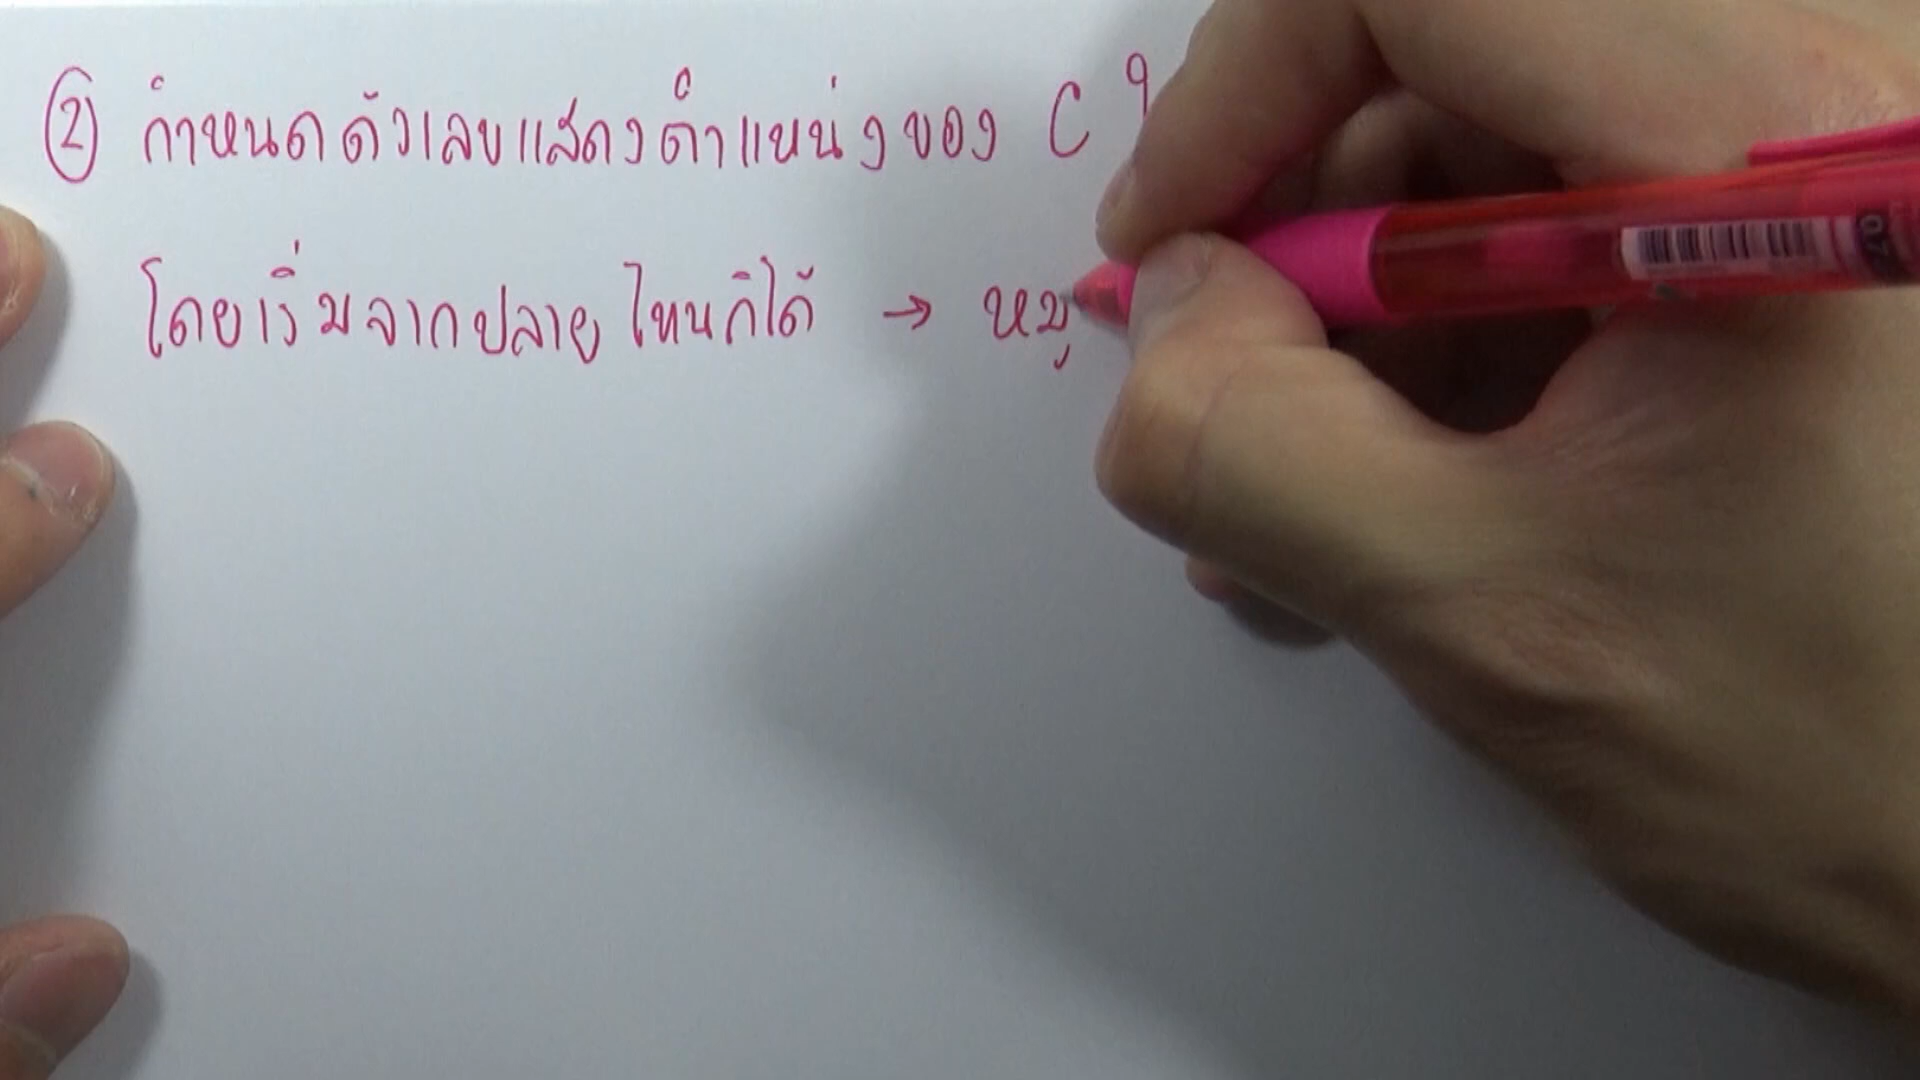 ② กำหนดตัวเลขแสดงตำแหน่งของ C
โดยเริ่มจากปลายไหนก็ได้ → หมุ